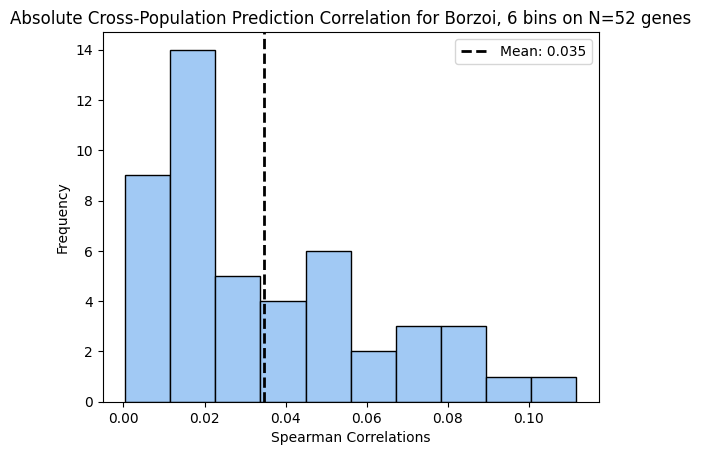 Absolute Cross-Population Prediction Correlation for Borzoi, 6 bins on N=52 genes
Mean: 0.035
14
12
10
8
6
4
2
0
Frequency
0.00 0.02 0.04 0.06 0.08 0.10
Spearman Correlations